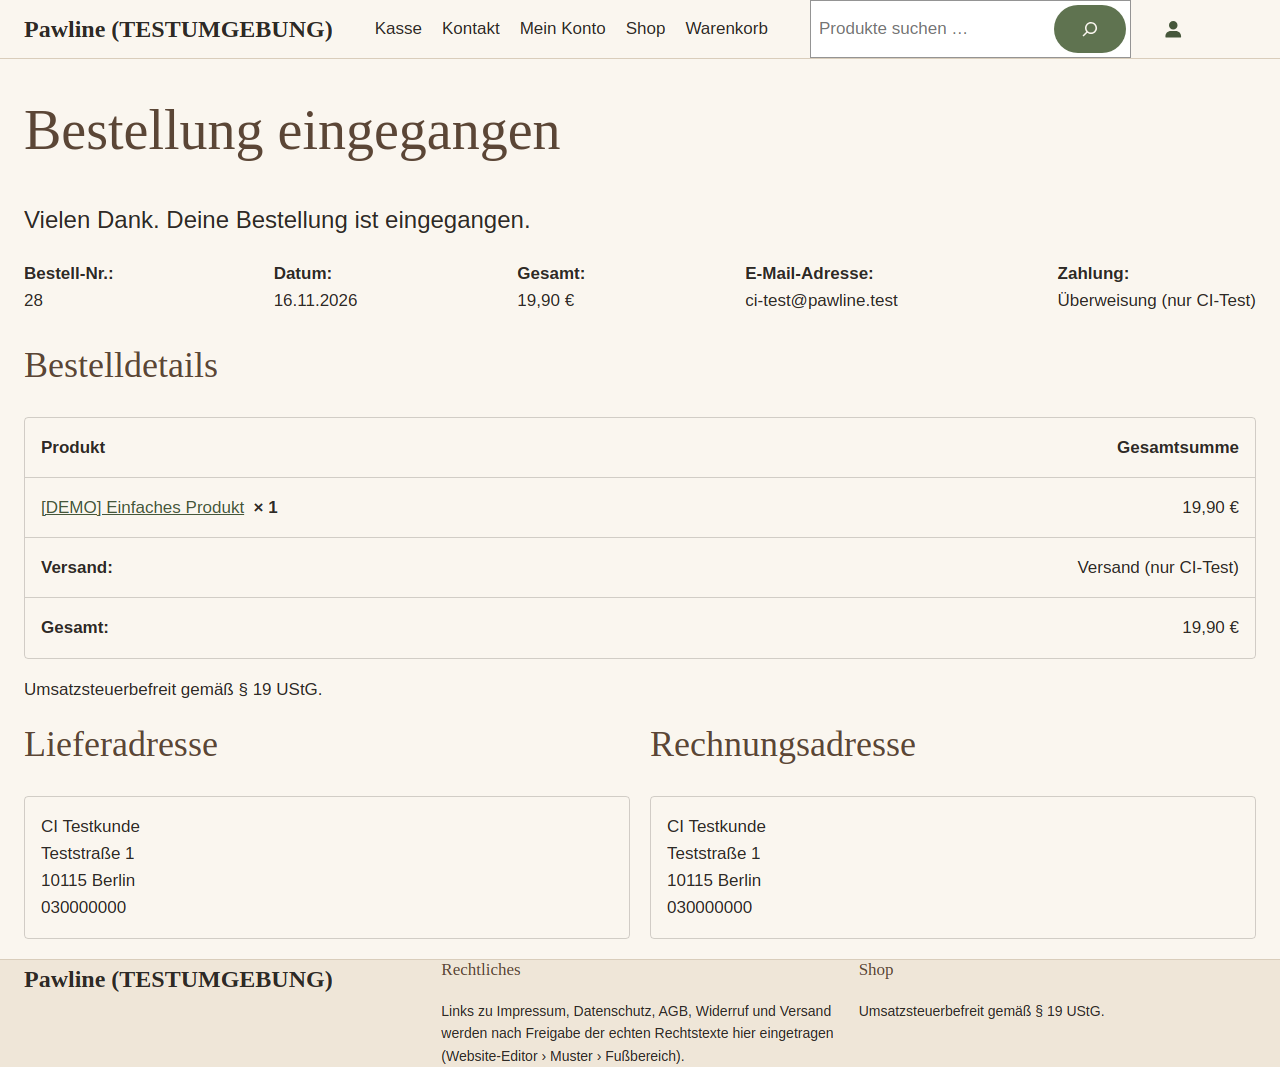 Pawline (TESTUMGEBUNG)
Kasse Kontakt Mein Konto Shop Warenkorb
Produkte suchen …
Bestellung eingegangen
Vielen Dank. Deine Bestellung ist eingegangen.
Bestell-Nr.: Datum: Gesamt: E-Mail-Adresse: Zahlung:
28 16.11.2026 19,90 € ci-test@pawline.test Überweisung (nur CI-Test)
Bestelldetails
Produkt Gesamtsumme
[DEMO] Einfaches Produkt × 1 19,90 €
Versand: Versand (nur CI-Test)
Gesamt: 19,90 €
Umsatzsteuerbefreit gemäß § 19 UStG.
Lieferadresse
CI Testkunde
Teststraße 1
10115 Berlin
030000000
Rechnungsadresse
CI Testkunde
Teststraße 1
10115 Berlin
030000000
Pawline (TESTUMGEBUNG)
Rechtliches
Links zu Impressum, Datenschutz, AGB, Widerruf und Versand
werden nach Freigabe der echten Rechtstexte hier eingetragen
(Website-Editor › Muster › Fußbereich).
Shop
Umsatzsteuerbefreit gemäß § 19 UStG.